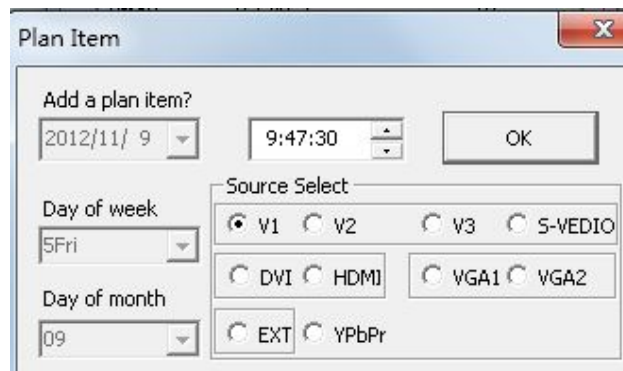 Plan Item
Add a plan item?
2012/11/ 9
9:47:30
OK
Source Select
Day of week
V1 V2 V3 S-VEDIO
5Fri
DVI HDMI VGA1 VGA2
Day of month
09
EXT YPbPr